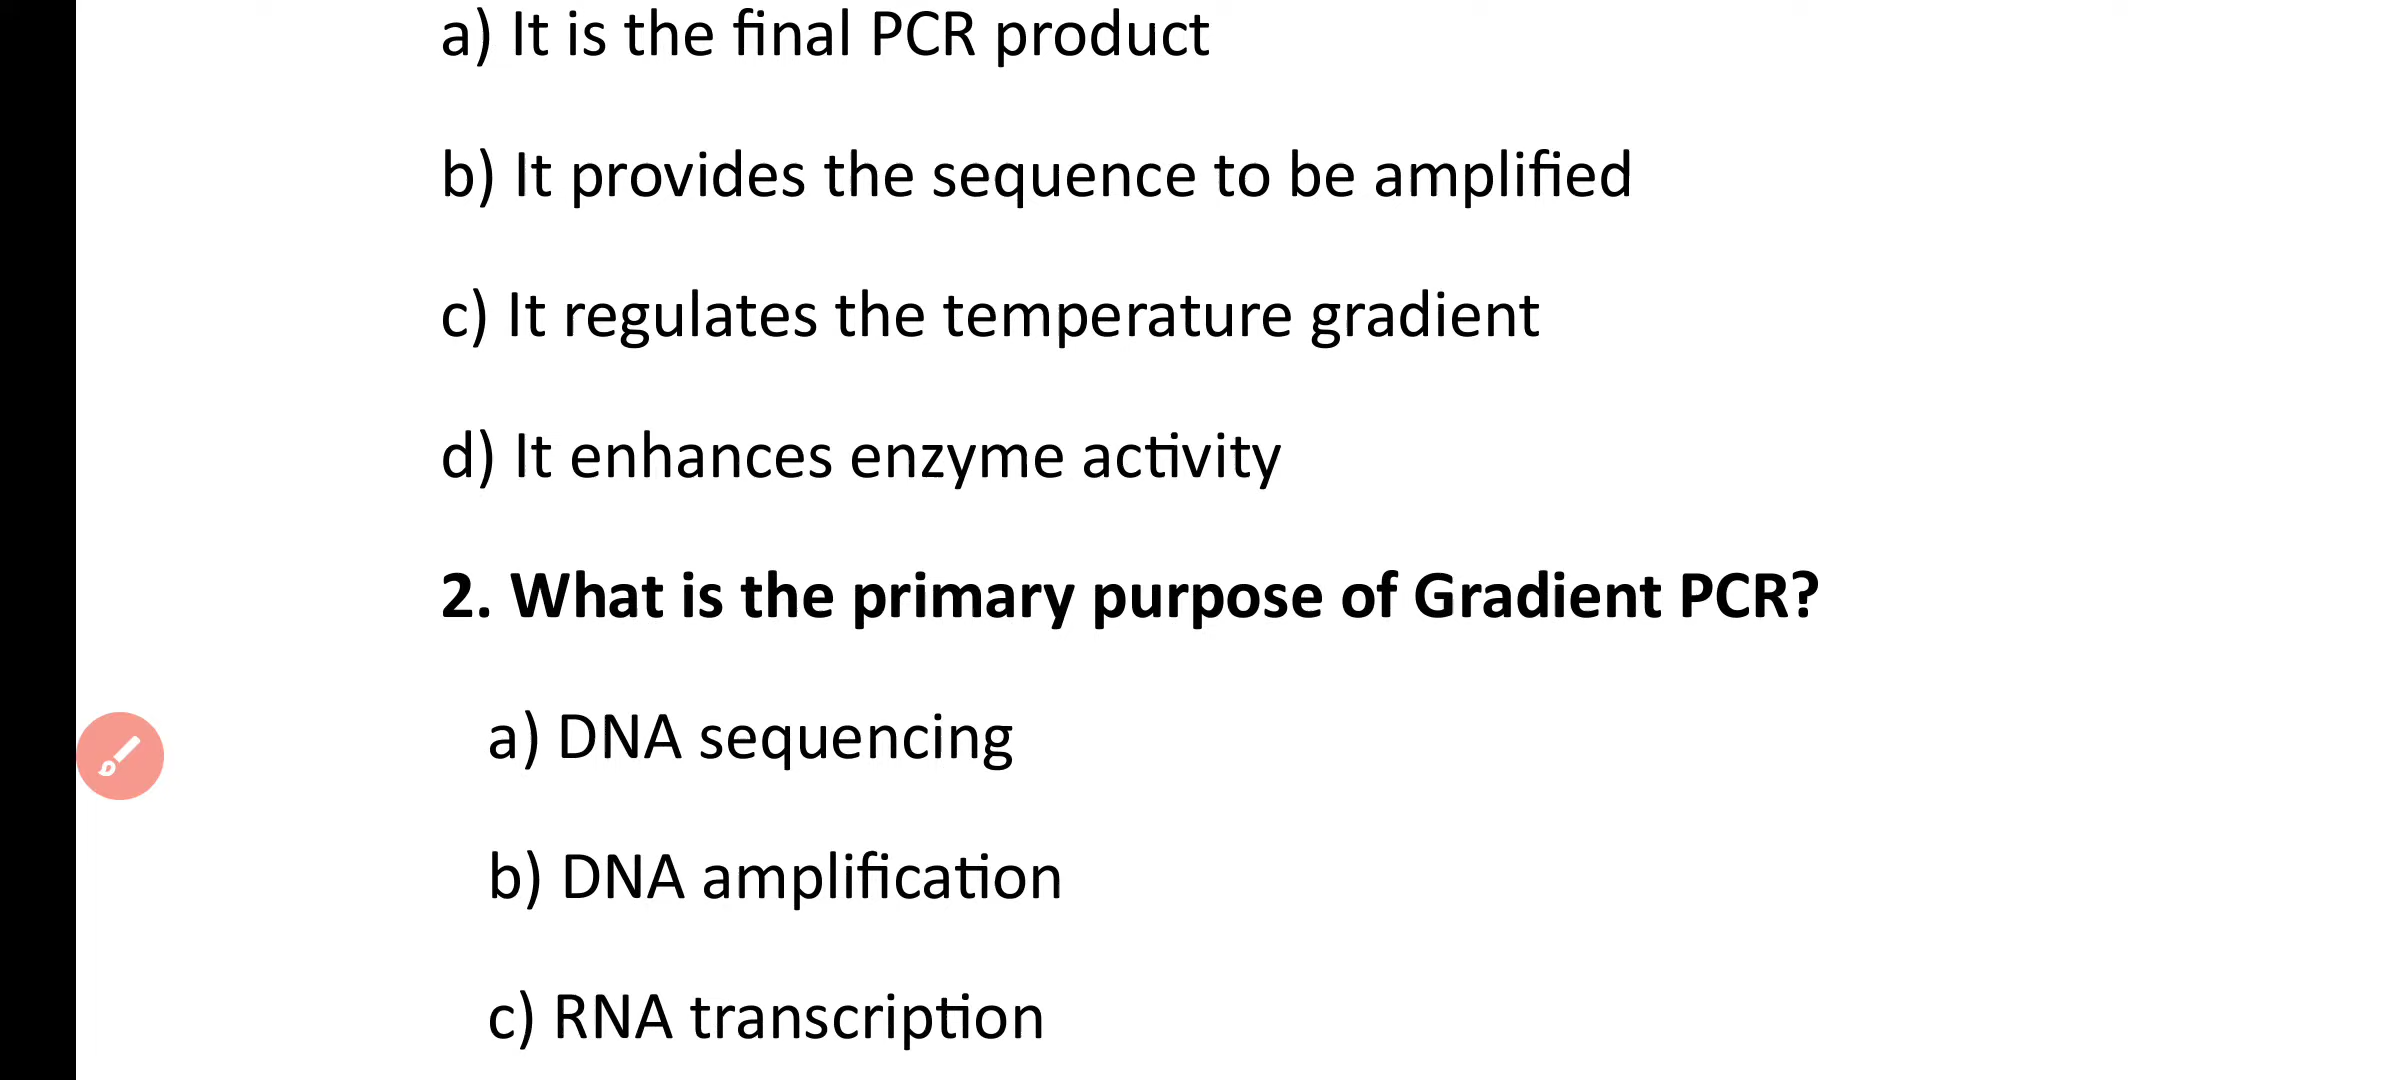 a) It is the final PCR product
b) It provides the sequence to be amplified
c) It regulates the temperature gradient
d) It enhances enzyme activity
2. What is the primary purpose of Gradient PCR?
a) DNA sequencing
b) DNA amplification
c) RNA transcription